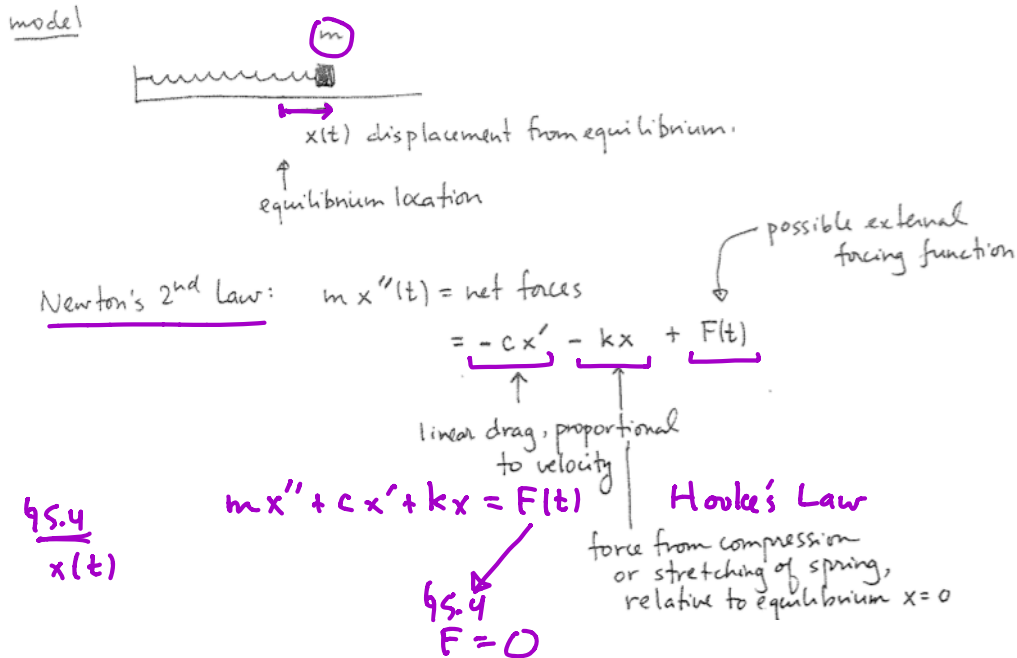 model
m
x(t) displacement from equilibrium.
equilibrium location
possible external
forcing function
Newton's 2nd Law: m x''(t) = net forces
= - c x' - kx + F(t)
linear drag, proportional
to velocity
m x'' + c x' + kx = F(t) Hooke's Law
§5.4
x(t)
force from compression
or stretching of spring,
relative to equilibrium x=0
§5.4
F = 0